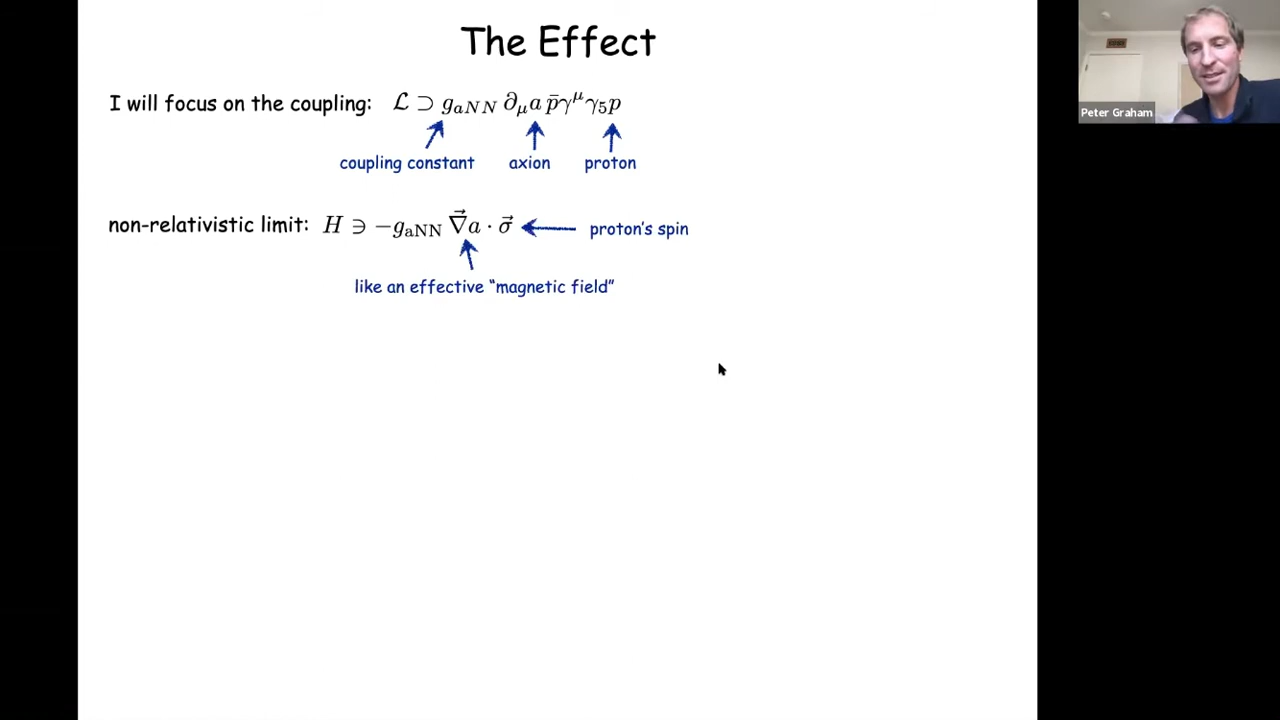 The Effect
I will focus on the coupling: ℒ ⊃ g_{aNN} ∂_μ a p̄γ^μγ_5p
coupling constant axion proton
non-relativistic limit: H ∋ −g_{aNN} ∇⃗a · σ⃗ proton's spin
like an effective “magnetic field”
Peter Graham